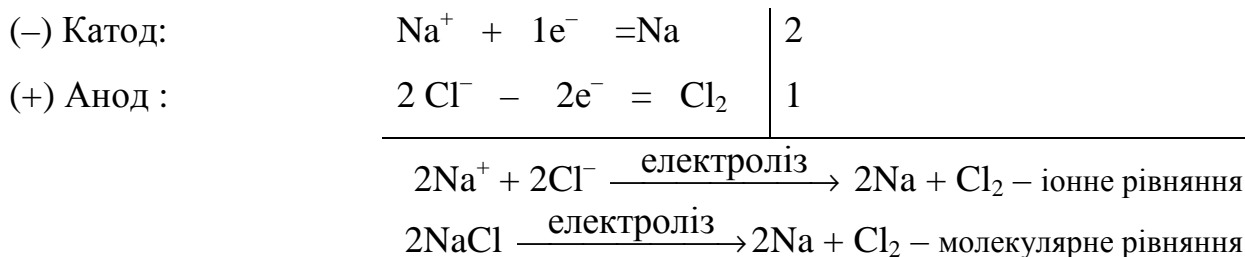 (–) Катод: Na⁺ + 1e⁻ =Na | 2
(+) Анод : 2 Cl⁻ – 2e⁻ = Cl₂ | 1
2Na⁺ + 2Cl⁻ —електроліз→ 2Na + Cl₂ – іонне рівняння
2NaCl —електроліз→ 2Na + Cl₂ – молекулярне рівняння